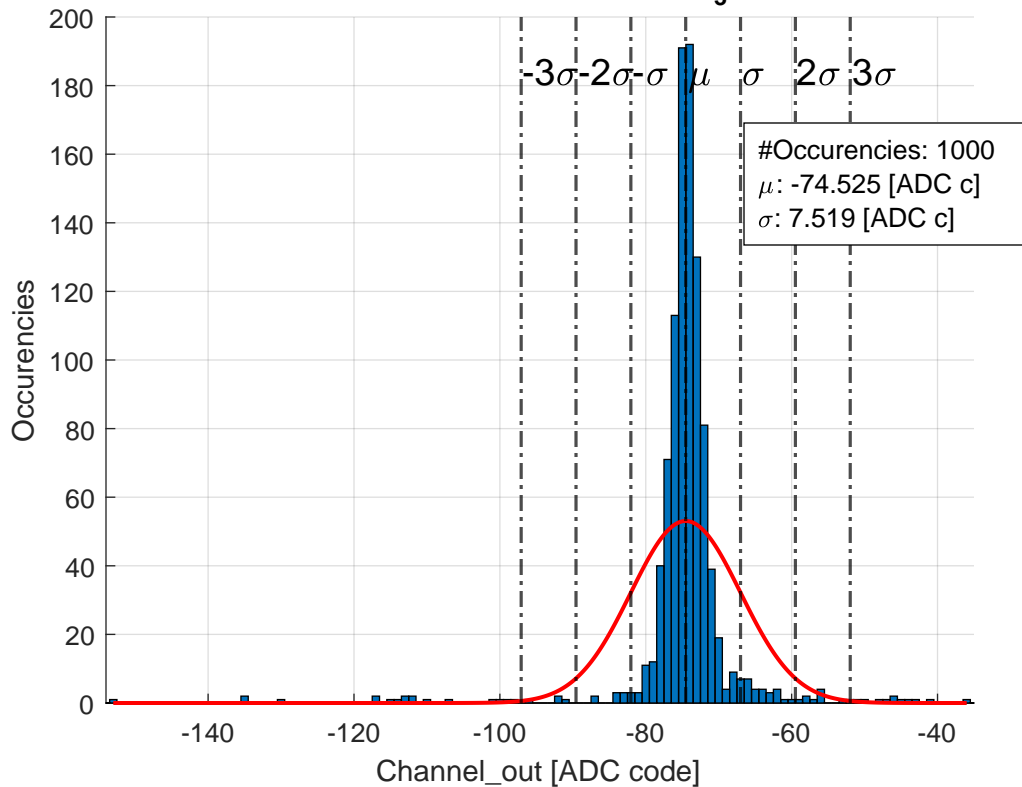 200
180
160
140
120
100
80
60
40
20
0
Occurencies
-3σ -2σ -σ μ σ 2σ 3σ
#Occurencies: 1000
μ: -74.525 [ADC c]
σ: 7.519 [ADC c]
-140 -120 -100 -80 -60 -40
Channel_out [ADC code]